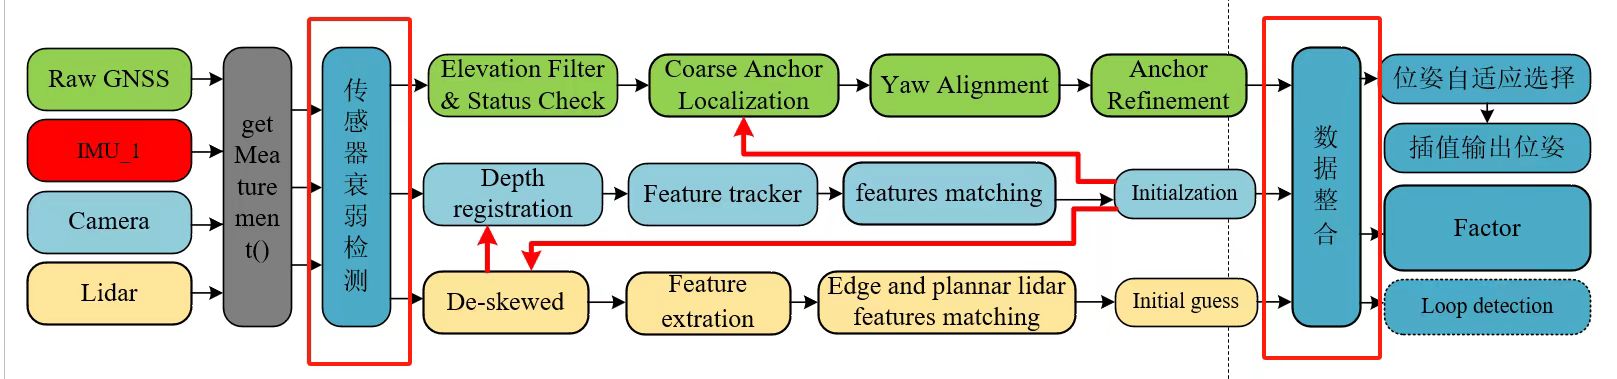 Raw GNSS
IMU_1
Camera
Lidar
get
Mea
ture
men
t()
传
感
器
衰
弱
检
测
Elevation Filter
& Status Check
Coarse Anchor
Localization
Yaw Alignment
Anchor
Refinement
Depth
registration
Feature tracker
features matching
Initialzation
De-skewed
Feature
extration
Edge and plannar lidar
features matching
Initial guess
数
据
整
合
位姿自适应选择
插值输出位姿
Factor
Loop detection